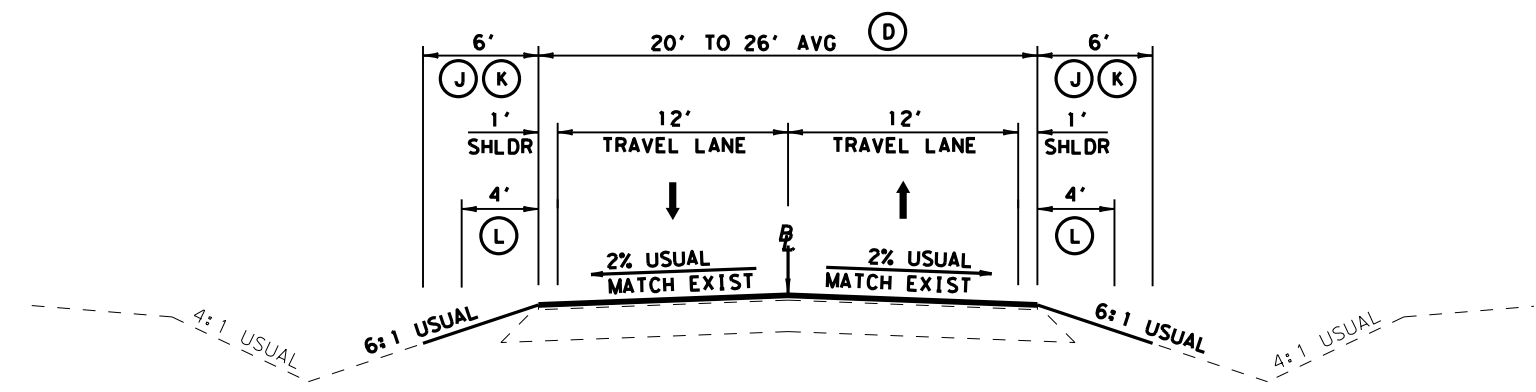 6' 20' TO 26' AVG D 6'
J K J K
1' 12' 12' 1'
SHLDR TRAVEL LANE TRAVEL LANE SHLDR
4' 4'
L L
BL
2% USUAL 2% USUAL
MATCH EXIST MATCH EXIST
4:1 USUAL 6:1 USUAL 6:1 USUAL 4:1 USUAL